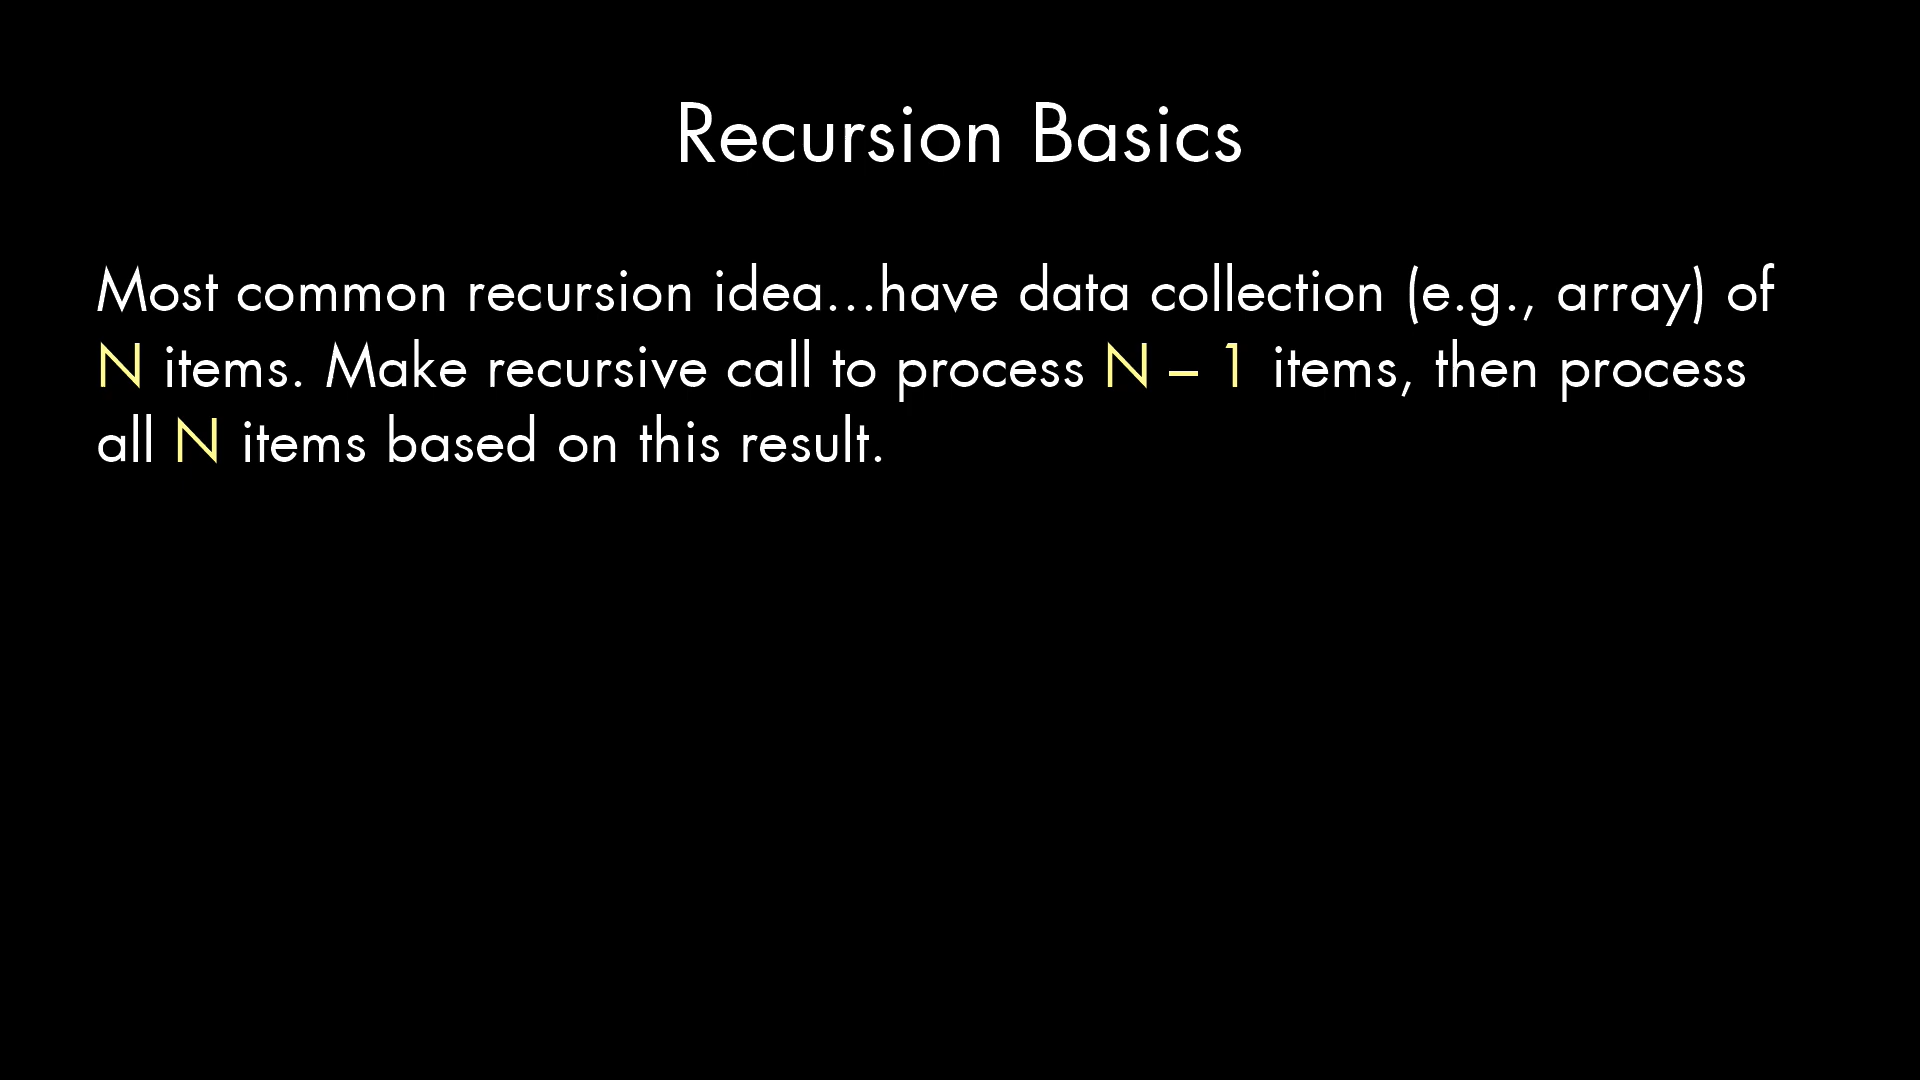 Recursion Basics
Most common recursion idea…have data collection (e.g., array) of
N items. Make recursive call to process N – 1 items, then process
all N items based on this result.